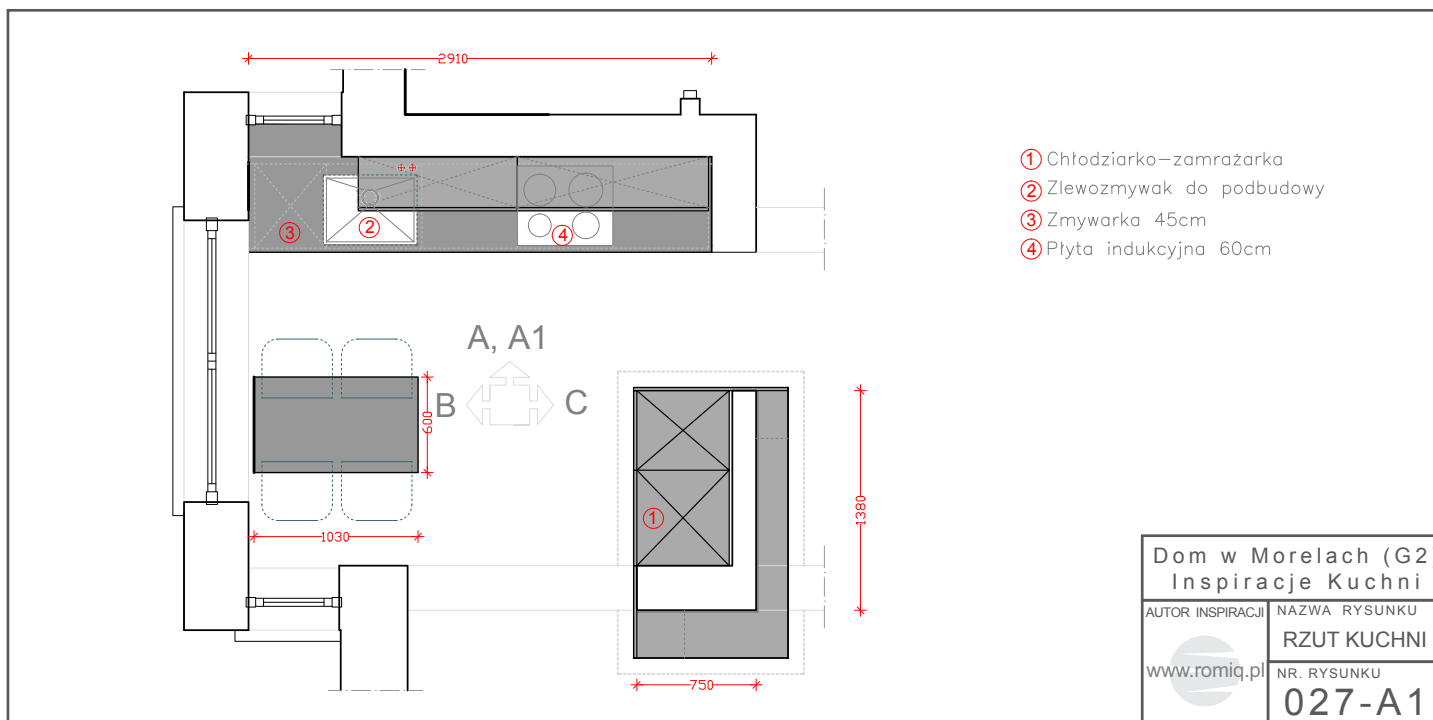 2910
① Chłodziarko-zamrażarka
② Zlewozmywak do podbudowy
③ Zmywarka 45cm
④ Płyta indukcyjna 60cm
3
2
4
A, A1
B
C
600
1030
1
1380
750
Dom w Morelach (G2)
Inspiracje Kuchni
AUTOR INSPIRACJI
www.romiq.pl
NAZWA RYSUNKU
RZUT KUCHNI
NR. RYSUNKU
027-A1